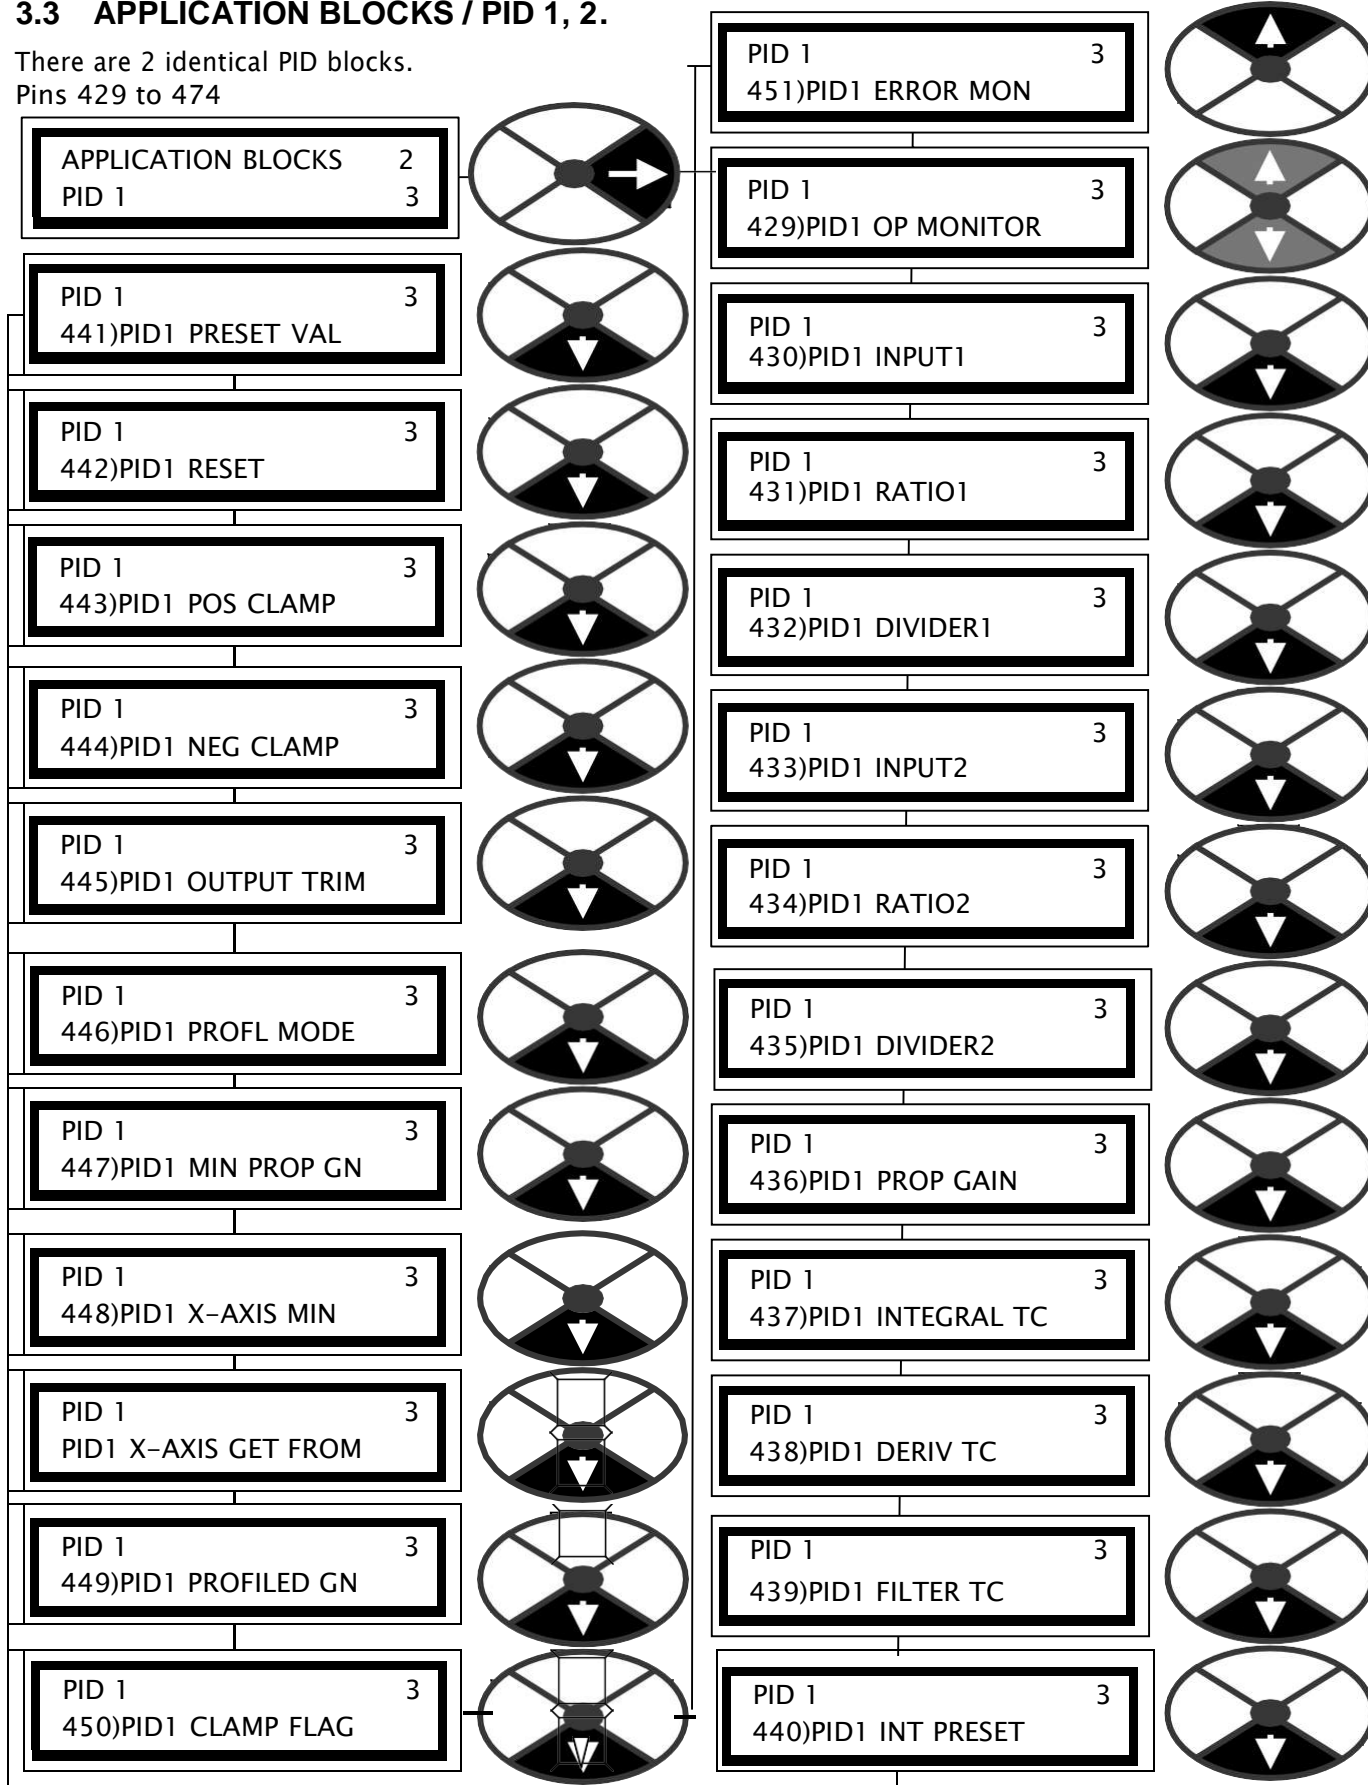 3.3 APPLICATION BLOCKS / PID 1, 2.
There are 2 identical PID blocks.
Pins 429 to 474
APPLICATION BLOCKS 2
PID 1 3
PID 1 3
441)PID1 PRESET VAL
PID 1 3
442)PID1 RESET
PID 1 3
443)PID1 POS CLAMP
PID 1 3
444)PID1 NEG CLAMP
PID 1 3
445)PID1 OUTPUT TRIM
PID 1 3
446)PID1 PROFL MODE
PID 1 3
447)PID1 MIN PROP GN
PID 1 3
448)PID1 X-AXIS MIN
PID 1 3
PID1 X-AXIS GET FROM
PID 1 3
449)PID1 PROFILED GN
PID 1 3
450)PID1 CLAMP FLAG
PID 1 3
451)PID1 ERROR MON
PID 1 3
429)PID1 OP MONITOR
PID 1 3
430)PID1 INPUT1
PID 1 3
431)PID1 RATIO1
PID 1 3
432)PID1 DIVIDER1
PID 1 3
433)PID1 INPUT2
PID 1 3
434)PID1 RATIO2
PID 1 3
435)PID1 DIVIDER2
PID 1 3
436)PID1 PROP GAIN
PID 1 3
437)PID1 INTEGRAL TC
PID 1 3
438)PID1 DERIV TC
PID 1 3
439)PID1 FILTER TC
PID 1 3
440)PID1 INT PRESET